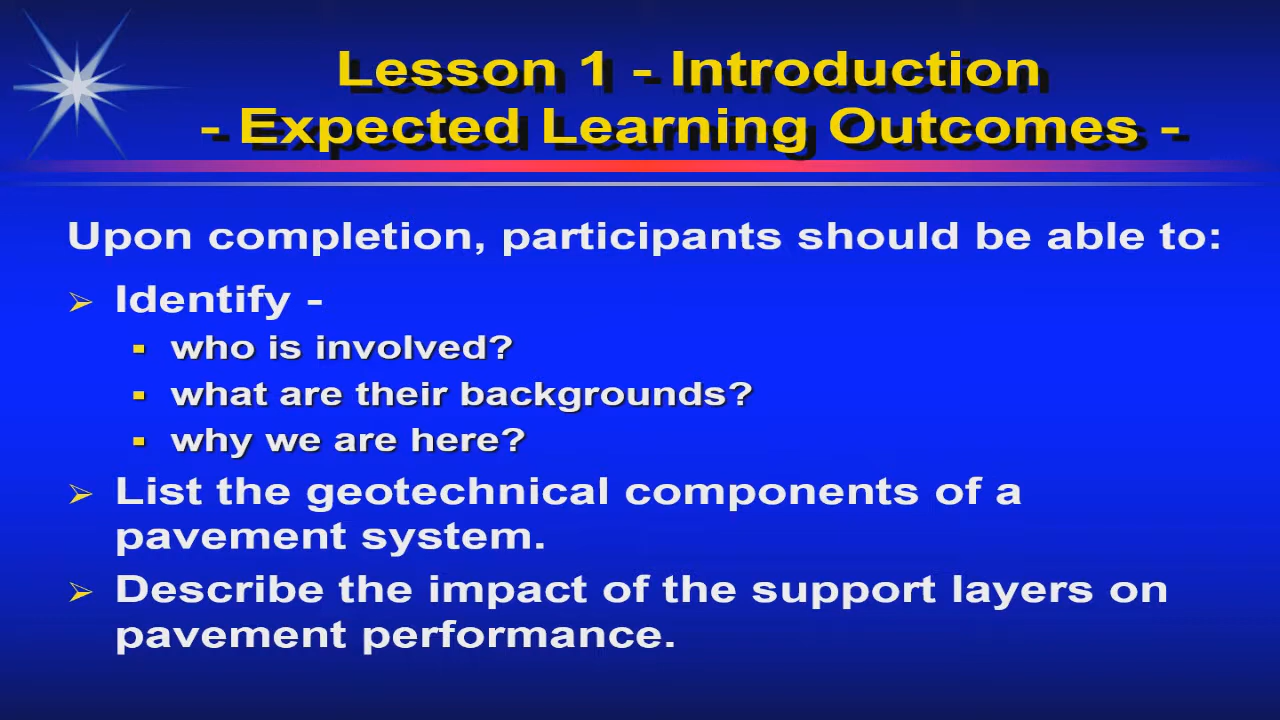 Lesson 1 - Introduction
- Expected Learning Outcomes -
Upon completion, participants should be able to:
➢ Identify -
▪ who is involved?
▪ what are their backgrounds?
▪ why we are here?
➢ List the geotechnical components of a
pavement system.
➢ Describe the impact of the support layers on
pavement performance.